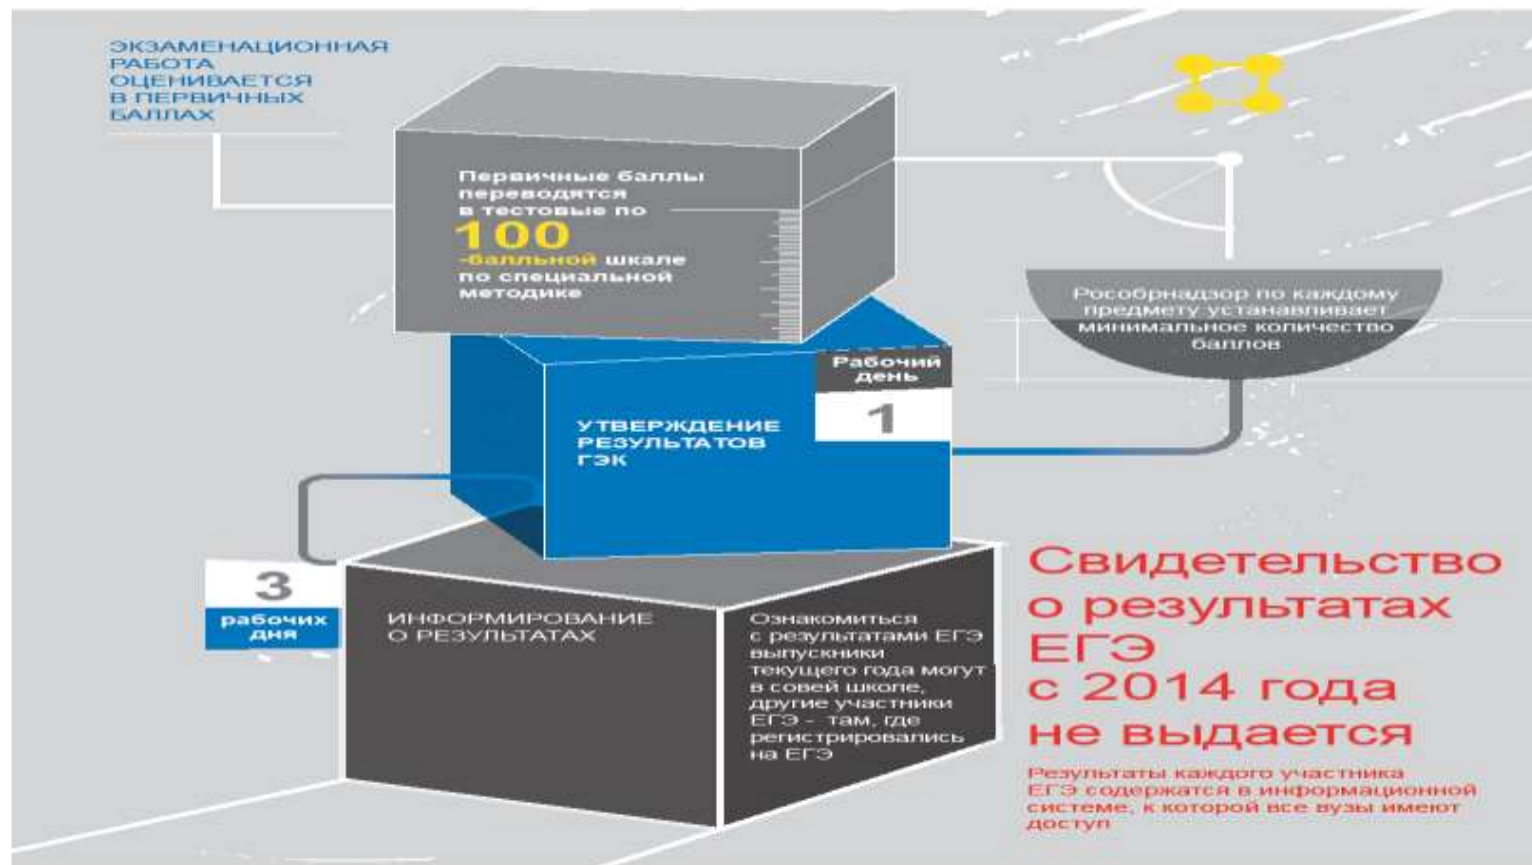 ЭКЗАМЕНАЦИОННАЯ
РАБОТА
ОЦЕНИВАЕТСЯ
В ПЕРВИЧНЫХ
БАЛЛАХ
Первичные баллы
переводятся
в тестовые по
100
-балльной шкале
по специальной
методике
Рособрнадзор по каждому
предмету устанавливает
минимальное количество
баллов
Рабочий
день
1
УТВЕРЖДЕНИЕ
РЕЗУЛЬТАТОВ
ГЭК
3
рабочих
дня
ИНФОРМИРОВАНИЕ
О РЕЗУЛЬТАТАХ
Ознакомиться
с результатами ЕГЭ
выпускники
текущего года могут
в совей школе,
другие участники
ЕГЭ - там, где
регистрировались
на ЕГЭ
Свидетельство
о результатах
ЕГЭ
с 2014 года
не выдается
Результаты каждого участника
ЕГЭ содержатся в информационной
системе, к которой все вузы имеют
доступ